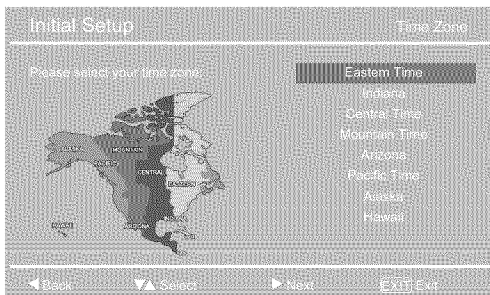 Initial Setup
Time Zone
Please select your time zone:
Eastern Time
Indiana
Central Time
Mountain Time
Arizona
Pacific Time
Alaska
Hawaii
ALASKA
MOUNTAIN
PACIFIC
CENTRAL
EASTERN
HAWAII
ARIZONA
INDIANA
◀ Back
▼▲ Select
▶ Next
EXIT Exit